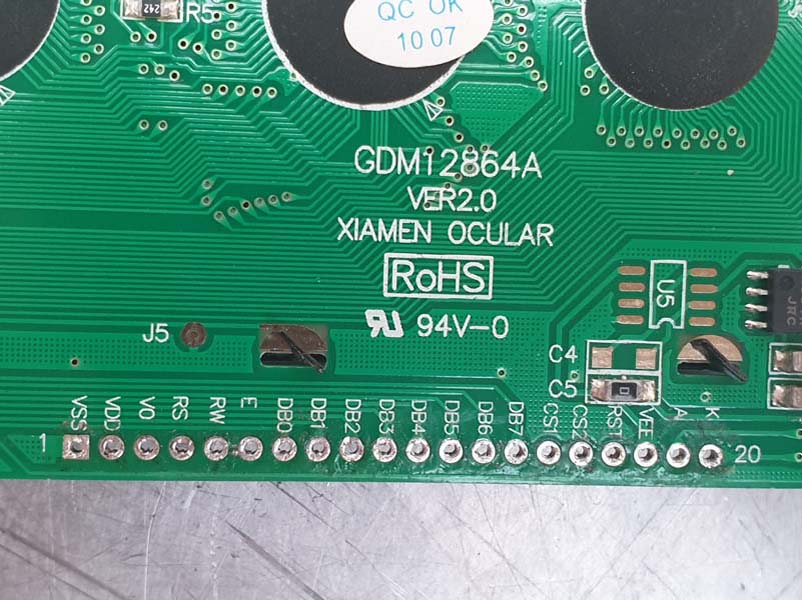 242
R5
QC OK
10 07
GDM12864A
VER2.0
XIAMEN OCULAR
RoHS
94V-0
U5
JRC
J5
C4
C5
VSS VDD V0 RS RW E DB0 DB1 DB2 DB3 DB4 DB5 DB6 DB7 CS1 CS2 RST VEE A K
1 20